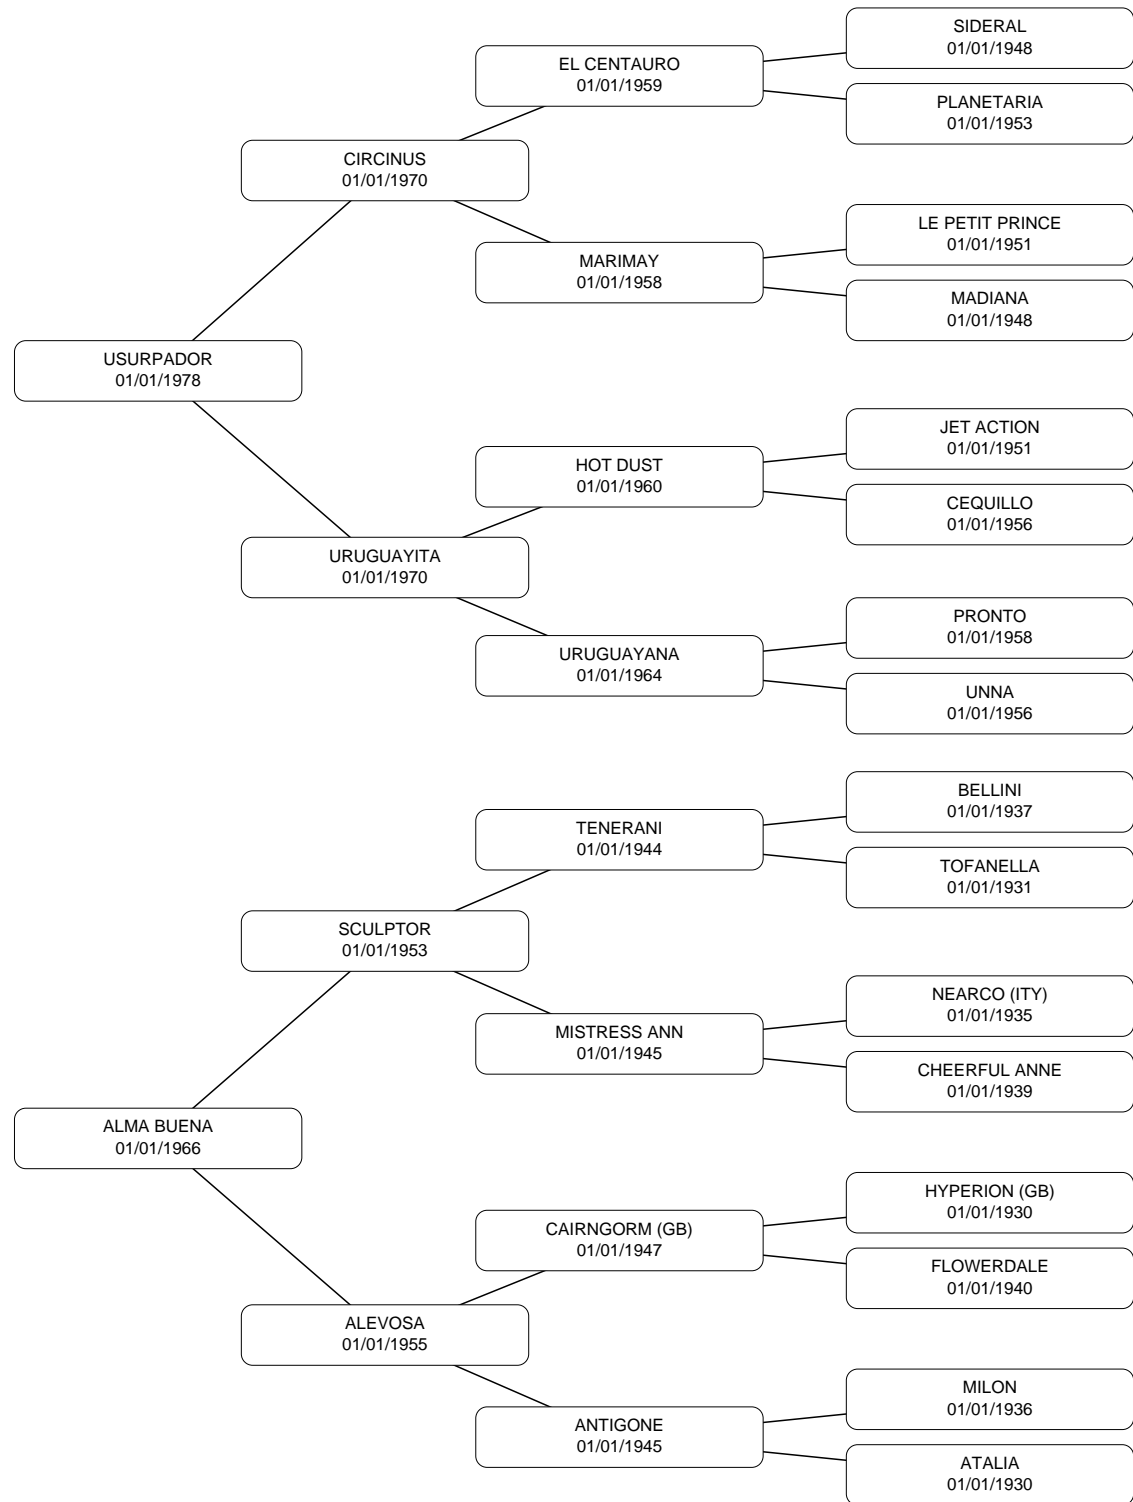 SIDERAL
01/01/1948
EL CENTAURO
01/01/1959
PLANETARIA
01/01/1953
CIRCINUS
01/01/1970
LE PETIT PRINCE
01/01/1951
MARIMAY
01/01/1958
MADIANA
01/01/1948
USURPADOR
01/01/1978
JET ACTION
01/01/1951
HOT DUST
01/01/1960
CEQUILLO
01/01/1956
URUGUAYITA
01/01/1970
PRONTO
01/01/1958
URUGUAYANA
01/01/1964
UNNA
01/01/1956
BELLINI
01/01/1937
TENERANI
01/01/1944
TOFANELLA
01/01/1931
SCULPTOR
01/01/1953
NEARCO (ITY)
01/01/1935
MISTRESS ANN
01/01/1945
CHEERFUL ANNE
01/01/1939
ALMA BUENA
01/01/1966
HYPERION (GB)
01/01/1930
CAIRNGORM (GB)
01/01/1947
FLOWERDALE
01/01/1940
ALEVOSA
01/01/1955
MILON
01/01/1936
ANTIGONE
01/01/1945
ATALIA
01/01/1930